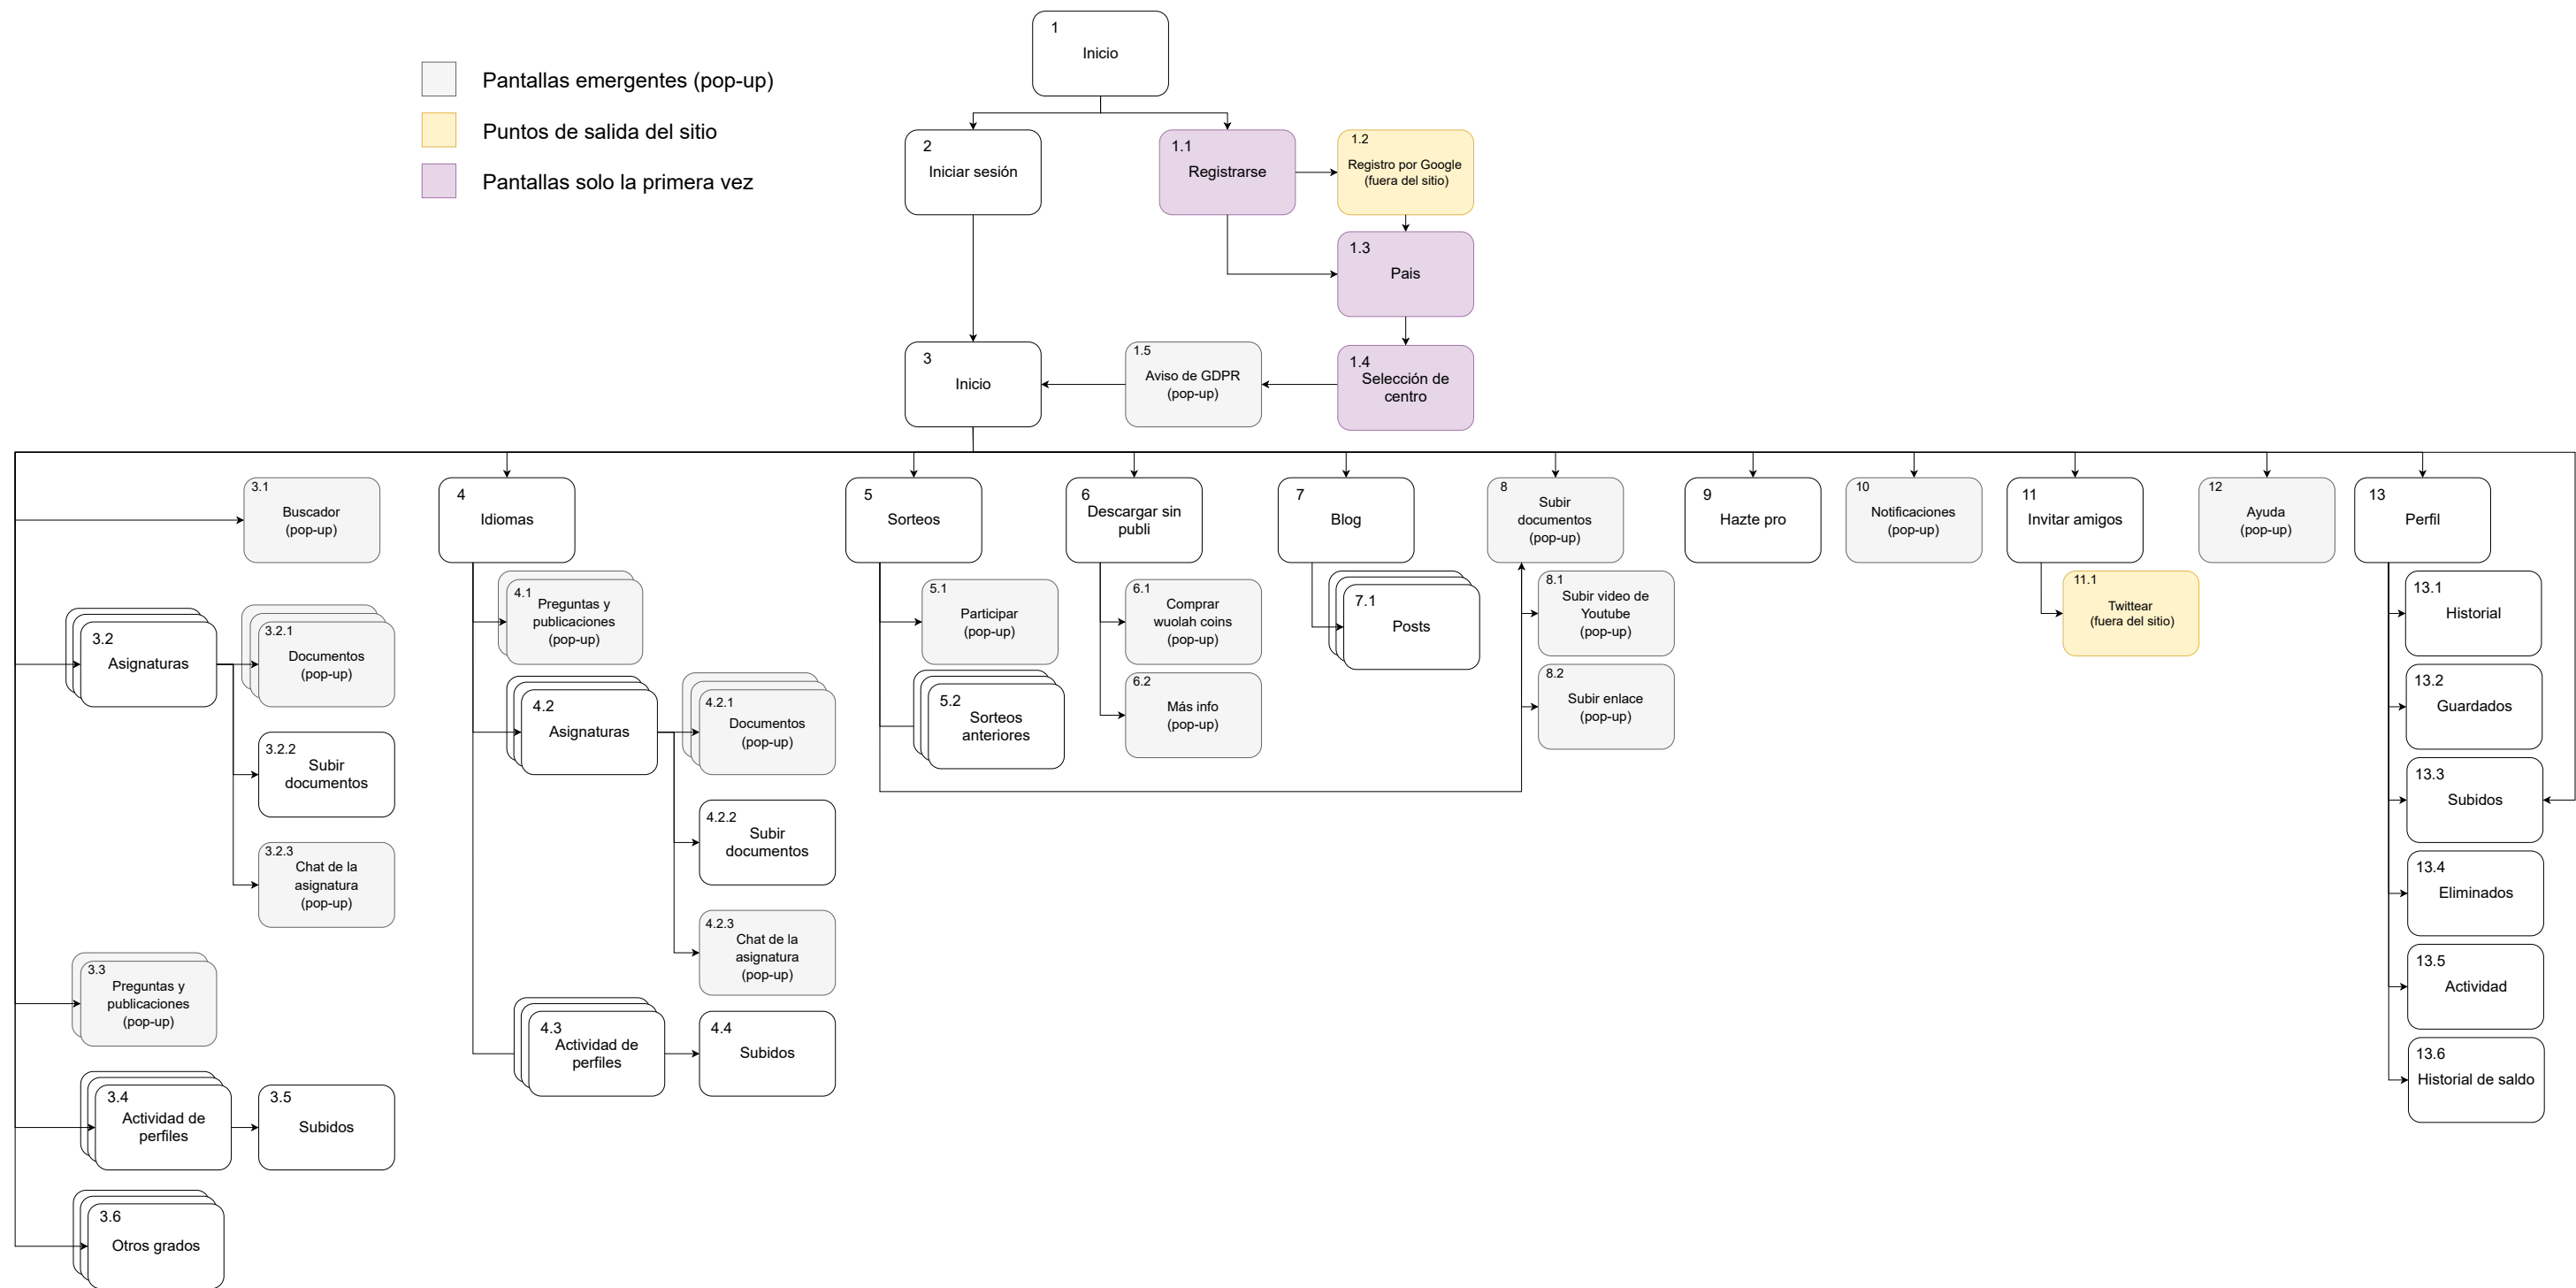 1
Inicio
Pantallas emergentes (pop-up)
Puntos de salida del sitio
Pantallas solo la primera vez
2
Iniciar sesión
1.1
Registrarse
1.2
Registro por Google
(fuera del sitio)
1.3
Pais
3
Inicio
1.5
Aviso de GDPR
(pop-up)
1.4
Selección de
centro
3.1
Buscador
(pop-up)
3.2
Asignaturas
3.2.1
Documentos
(pop-up)
3.2.2
Subir
documentos
3.2.3
Chat de la
asignatura
(pop-up)
3.3
Preguntas y
publicaciones
(pop-up)
3.4
Actividad de
perfiles
3.5
Subidos
3.6
Otros grados
4
Idiomas
4.1
Preguntas y
publicaciones
(pop-up)
4.2
Asignaturas
4.2.1
Documentos
(pop-up)
4.2.2
Subir
documentos
4.2.3
Chat de la
asignatura
(pop-up)
4.3
Actividad de
perfiles
4.4
Subidos
5
Sorteos
5.1
Participar
(pop-up)
5.2
Sorteos
anteriores
6
Descargar sin
publi
6.1
Comprar
wuolah coins
(pop-up)
6.2
Más info
(pop-up)
7
Blog
7.1
Posts
8
Subir
documentos
(pop-up)
8.1
Subir video de
Youtube
(pop-up)
8.2
Subir enlace
(pop-up)
9
Hazte pro
10
Notificaciones
(pop-up)
11
Invitar amigos
11.1
Twittear
(fuera del sitio)
12
Ayuda
(pop-up)
13
Perfil
13.1
Historial
13.2
Guardados
13.3
Subidos
13.4
Eliminados
13.5
Actividad
13.6
Historial de saldo